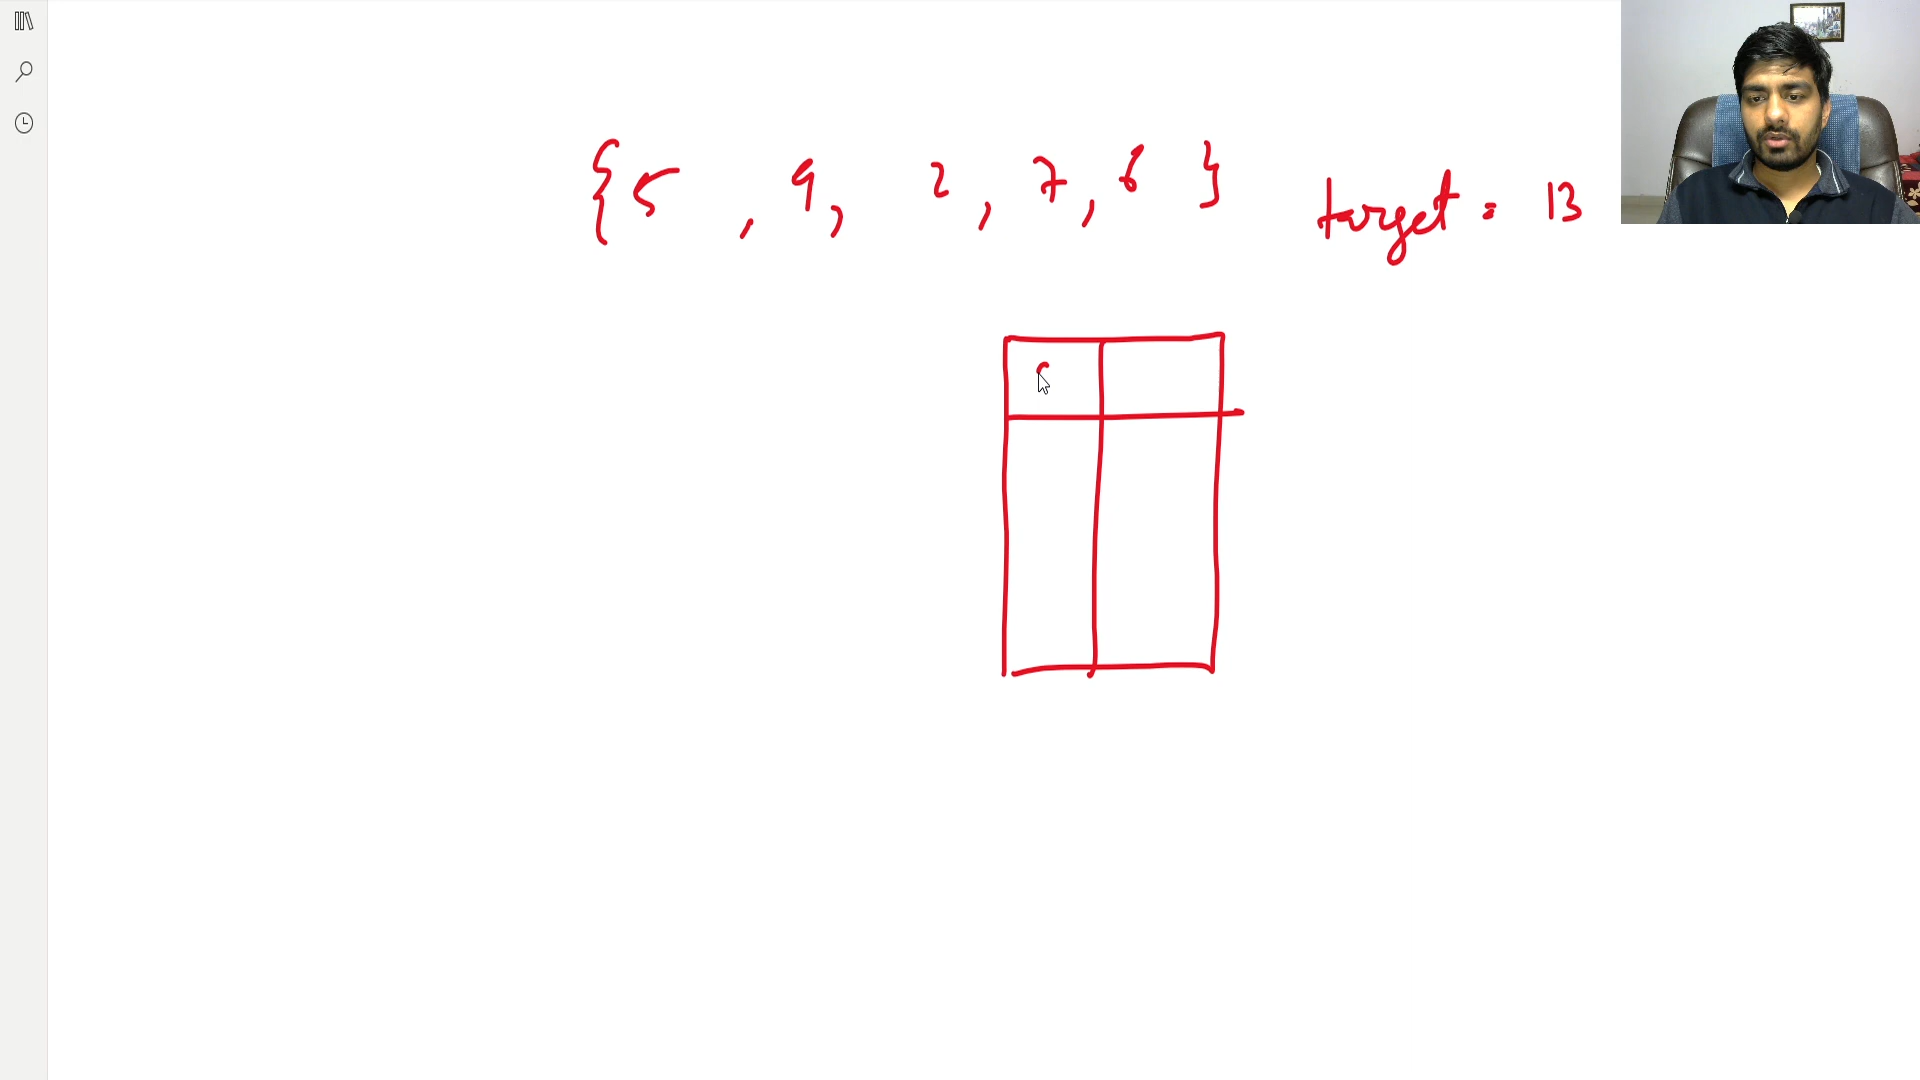 {5 , 9, 2, 7, 6 } target = 13